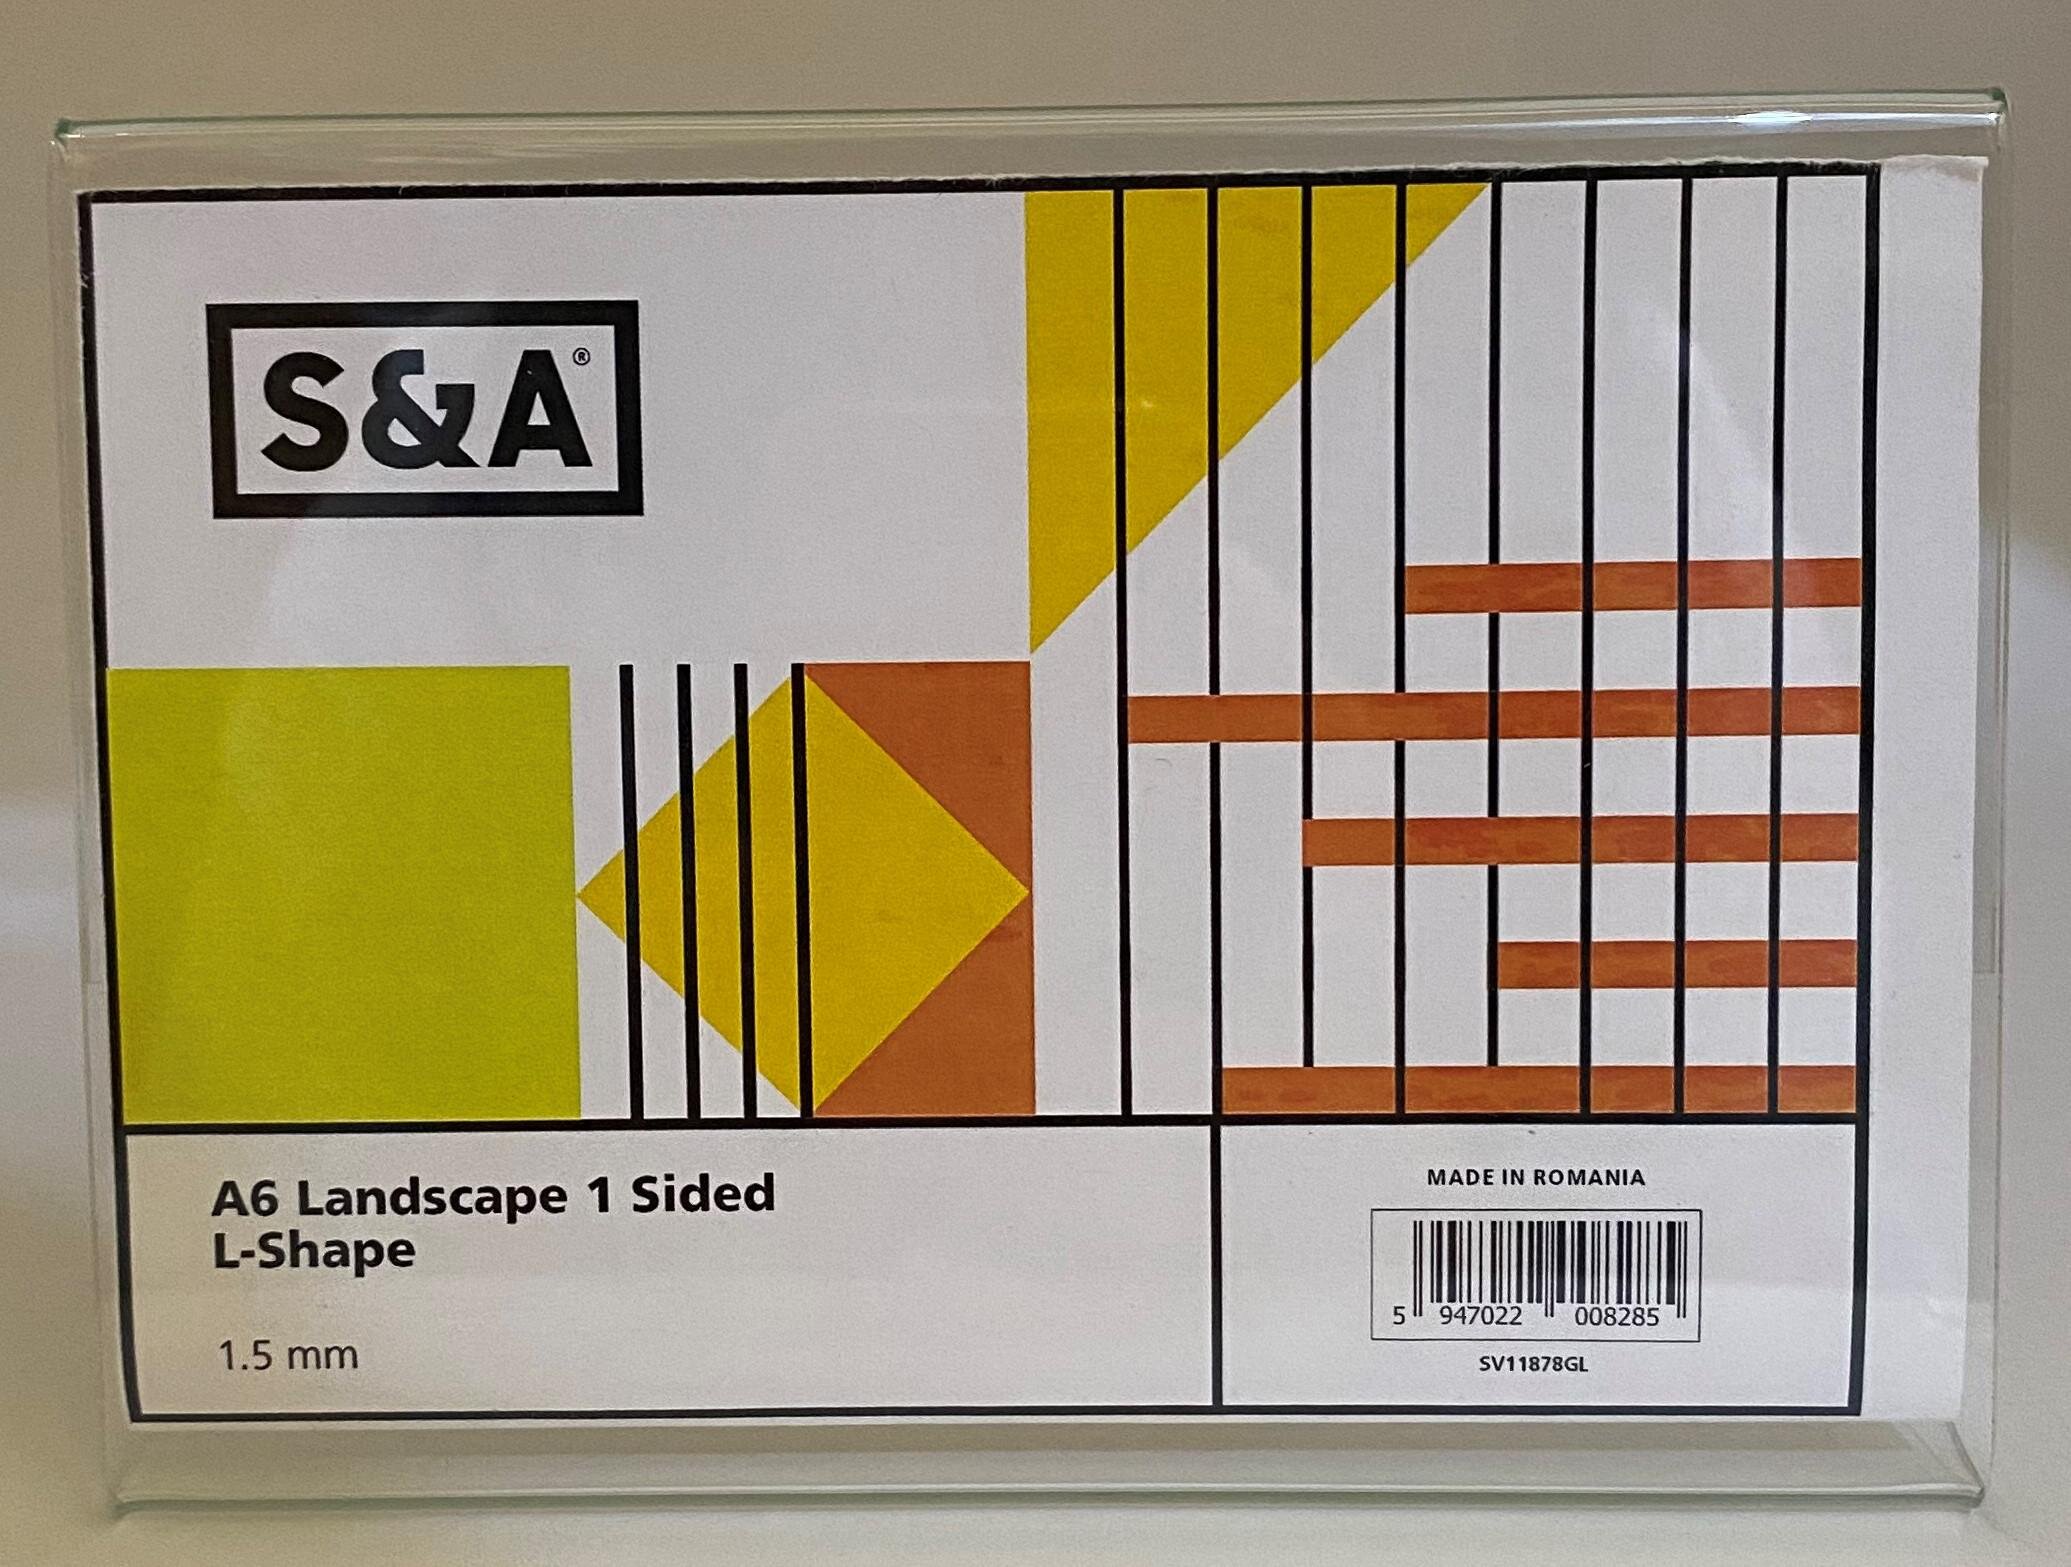 S&A®
A6 Landscape 1 Sided
L-Shape
1.5 mm
MADE IN ROMANIA
5 947022 008285
SV11878GL